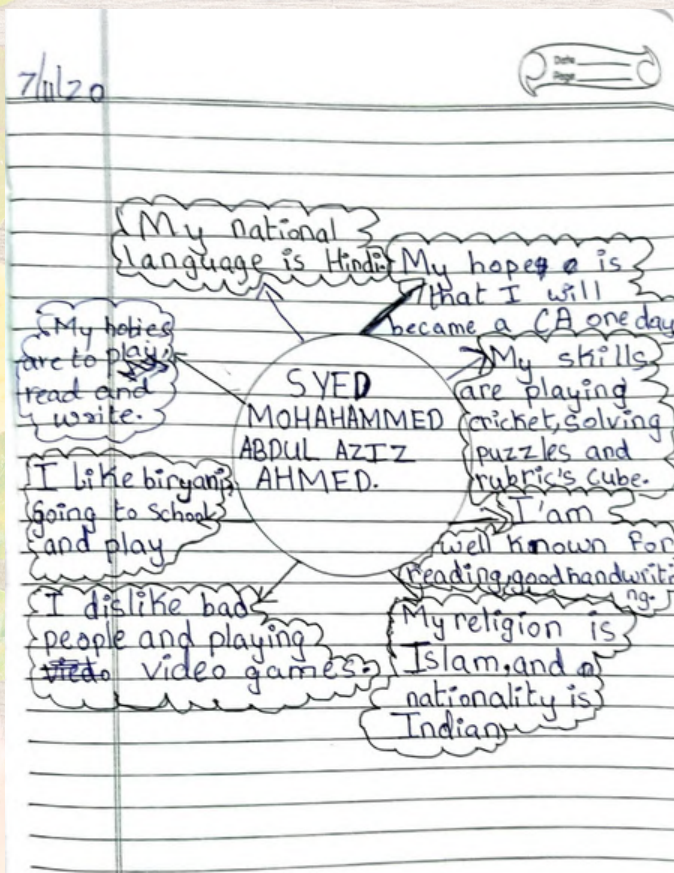 7/11/20
Date
Page
My national
language is Hindi.
My hope is
that I will
became a CA one day
My hobies
are to play,
read and
write.
SYED
MOHAHAMMED
ABDUL AZIZ
AHMED.
My skills
are playing
cricket, solving
puzzles and
rubric's cube.
I like biryani,
going to School
and play
I'am
well known for
reading, good handwriti
ng.
I dislike bad
people and playing
video games.
My religion is
Islam, and
nationality is
Indian